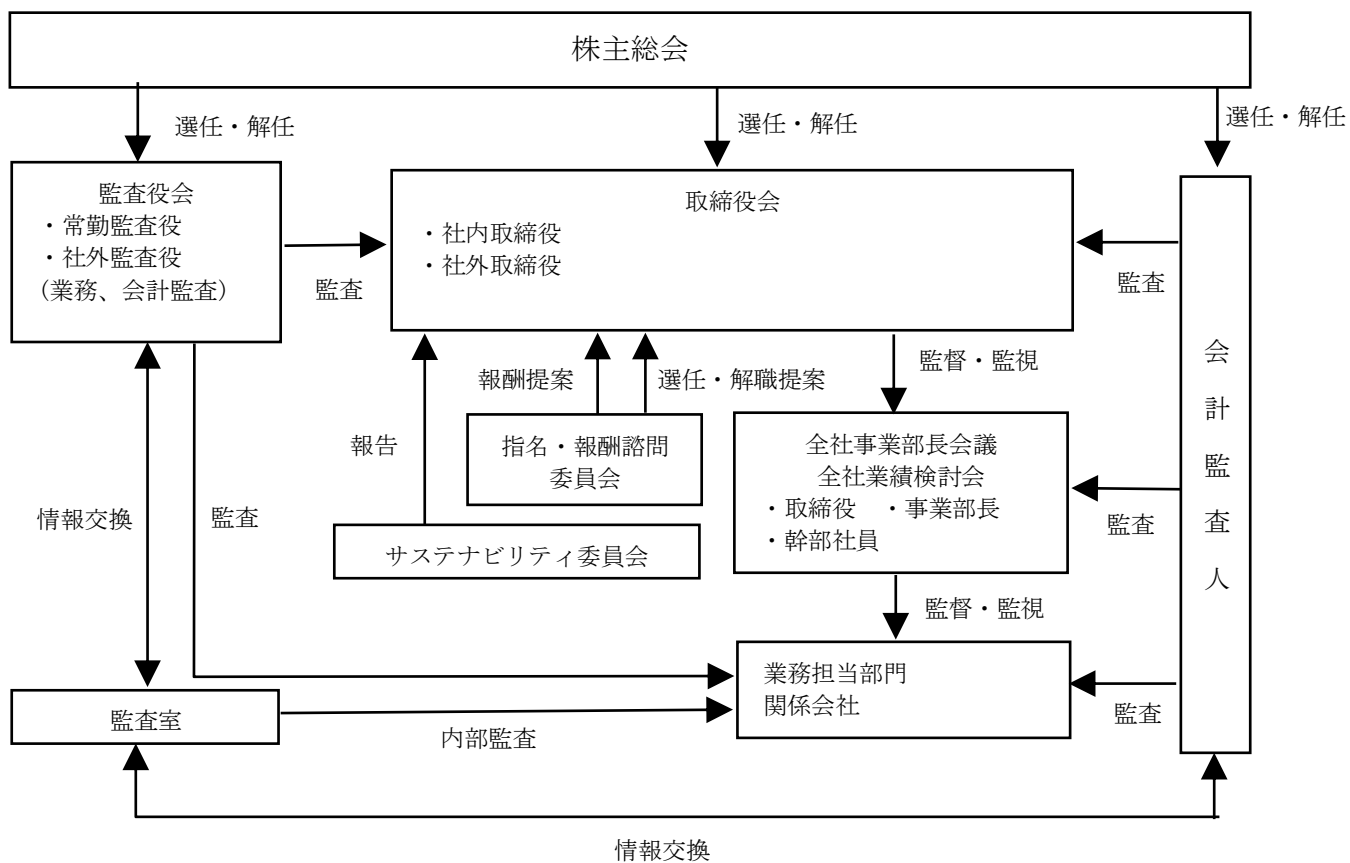 株主総会
選任・解任
選任・解任
選任・解任
監査役会
・常勤監査役
・社外監査役
(業務、会計監査)
監査
取締役会
・社内取締役
・社外取締役
監査
会計監査人
報酬提案
選任・解職提案
監督・監視
報告
指名・報酬諮問
委員会
全社事業部長会議
全社業績検討会
・取締役 ・事業部長
・幹部社員
監査
情報交換
監査
サステナビリティ委員会
監督・監視
業務担当部門
関係会社
監査
監査室
内部監査
情報交換